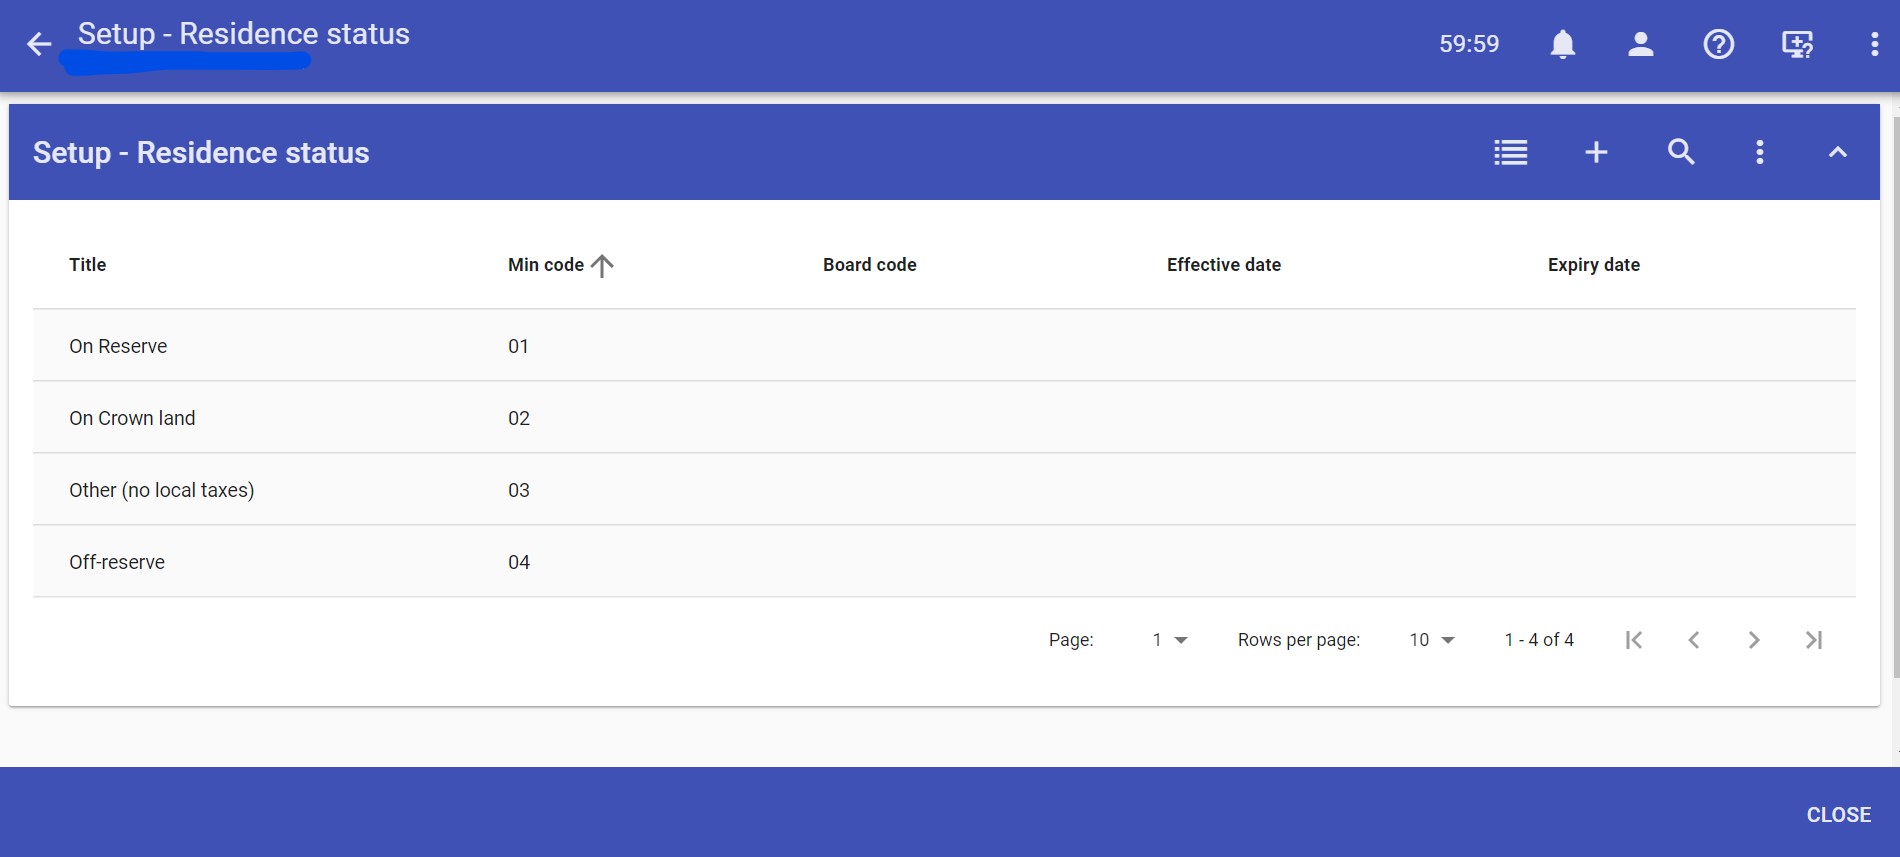 Setup - Residence status
59:59
Setup - Residence status
Title Min code Board code Effective date Expiry date
On Reserve 01
On Crown land 02
Other (no local taxes) 03
Off-reserve 04
Page: 1 Rows per page: 10 1 - 4 of 4
CLOSE